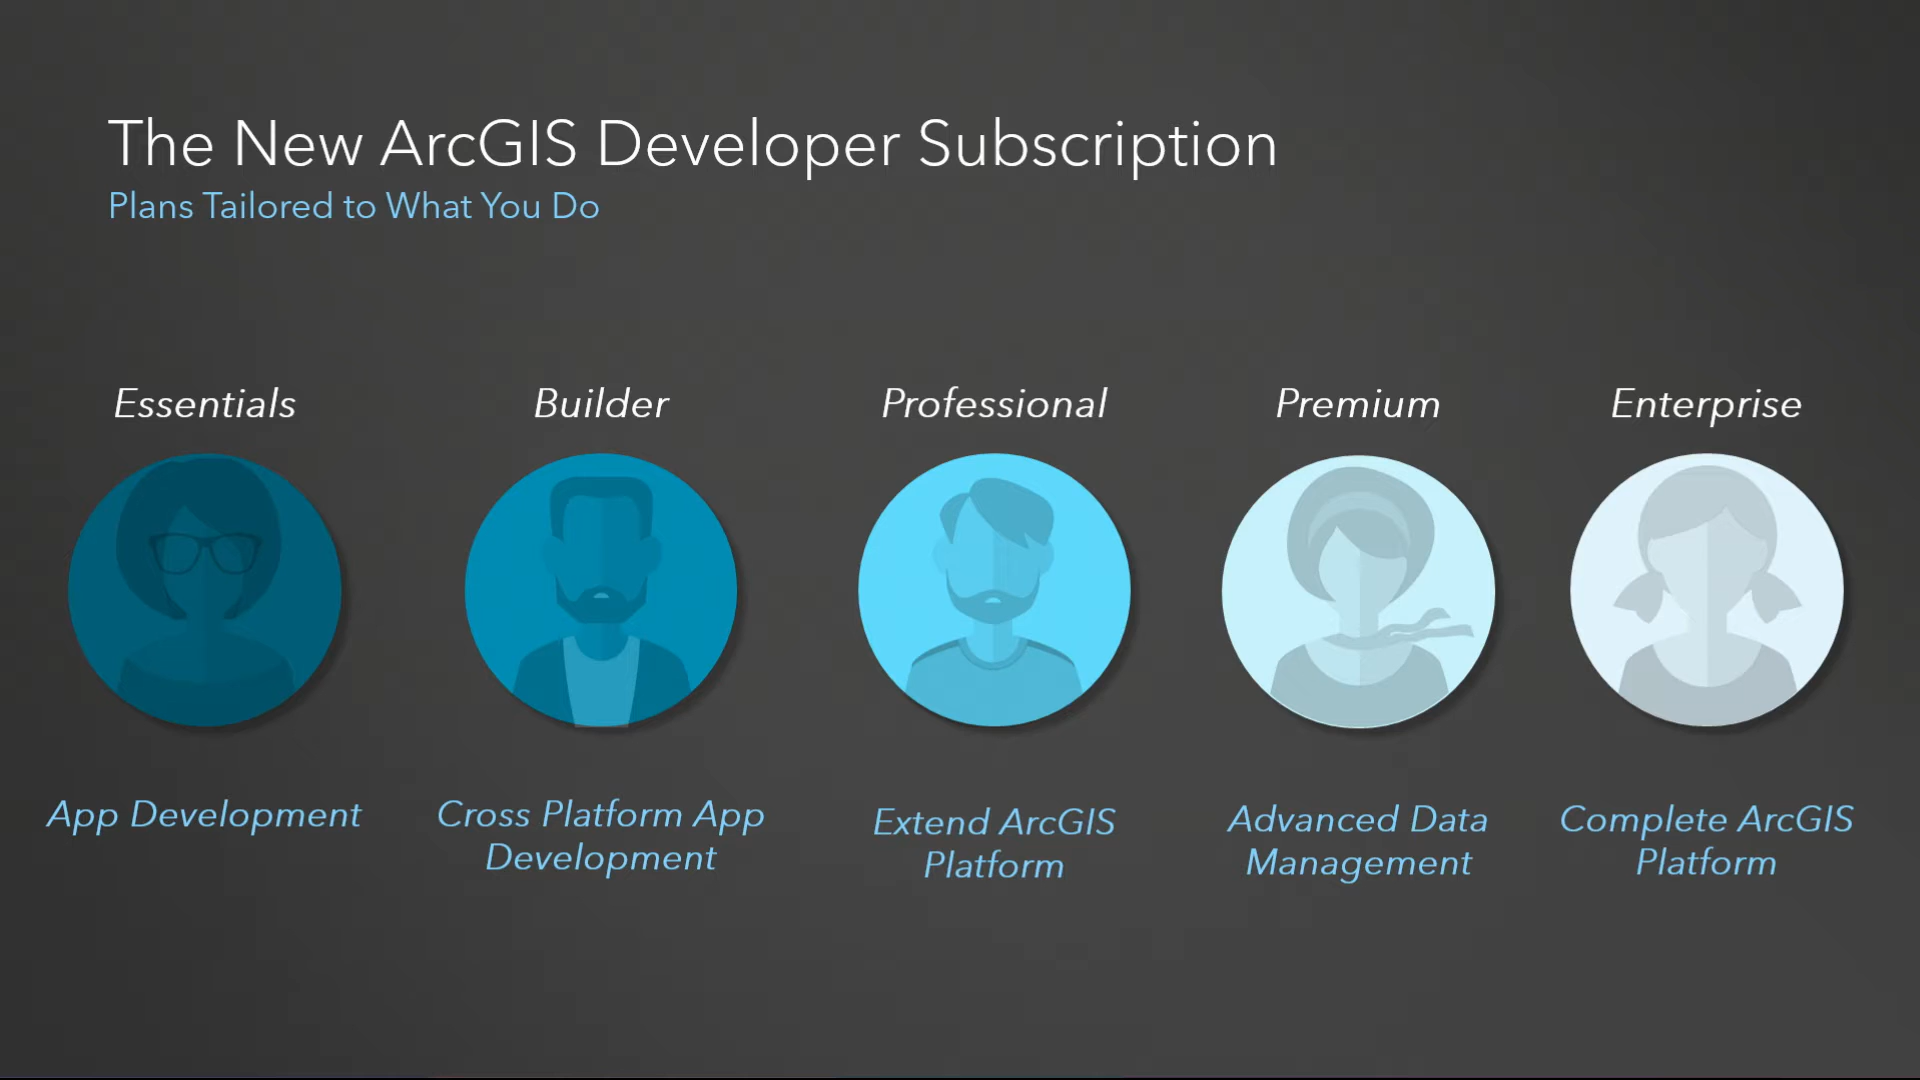 The New ArcGIS Developer Subscription
Plans Tailored to What You Do
Essentials
Builder
Professional
Premium
Enterprise
App Development
Cross Platform App
Development
Extend ArcGIS
Platform
Advanced Data
Management
Complete ArcGIS
Platform